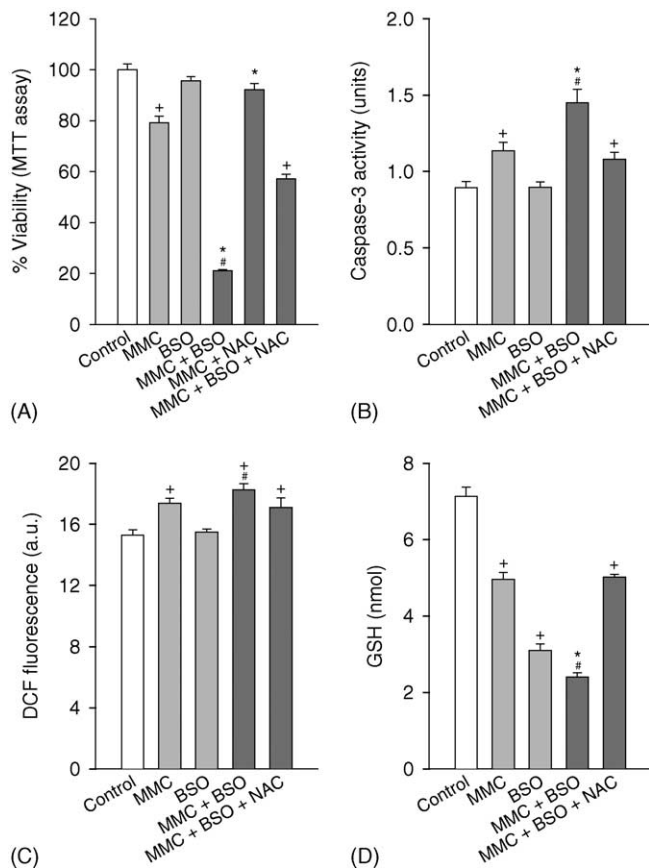 (A)
% Viability (MTT assay)
120
100
80
60
40
20
0
+
*
#
*
+
Control
MMC
BSO
MMC + BSO
MMC + NAC
MMC + BSO + NAC
(B)
Caspase-3 activity (units)
2.0
1.5
1.0
0.5
0.0
+
*
#
+
Control
MMC
BSO
MMC + BSO
MMC + BSO + NAC
(C)
DCF fluorescence (a.u.)
20
16
12
8
4
0
+
+
#
+
Control
MMC
BSO
MMC + BSO
MMC + BSO + NAC
(D)
GSH (nmol)
8
6
4
2
0
+
+
*
#
+
Control
MMC
BSO
MMC + BSO
MMC + BSO + NAC